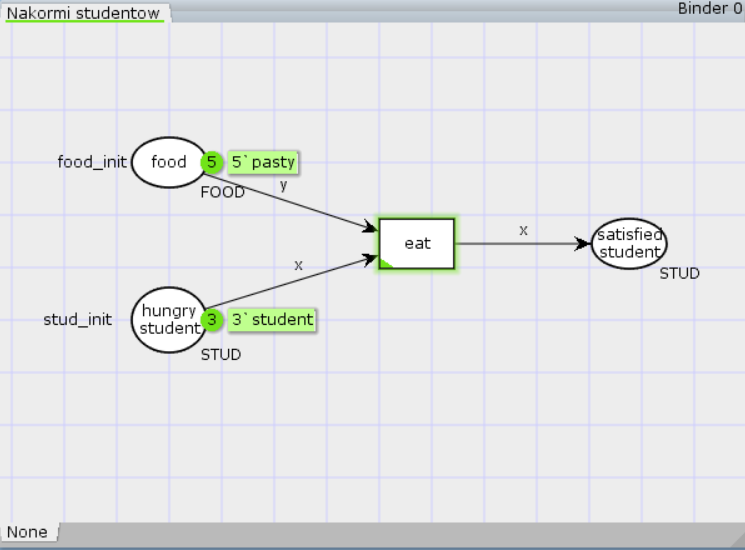 Nakormi studentow
Binder 0
food_init
food
5
5`pasty
FOOD
y
eat
x
satisfied
student
STUD
x
stud_init
hungry
student
3
3`student
STUD
None